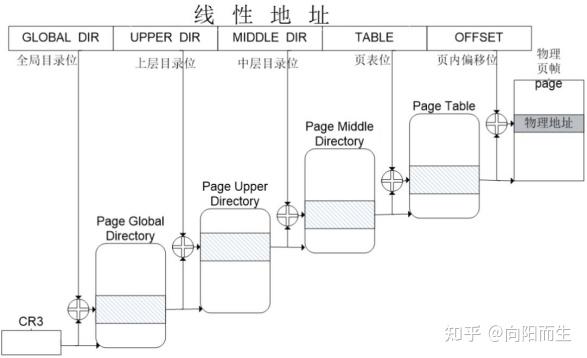 线 性 地 址
GLOBAL DIR
UPPER DIR
MIDDLE DIR
TABLE
OFFSET
全局目录位
上层目录位
中层目录位
页表位
页内偏移位
物理
页帧
page
物理地址
Page Table
Page Middle
Directory
Page Upper
Directory
Page Global
Directory
CR3
知乎 @向阳而生